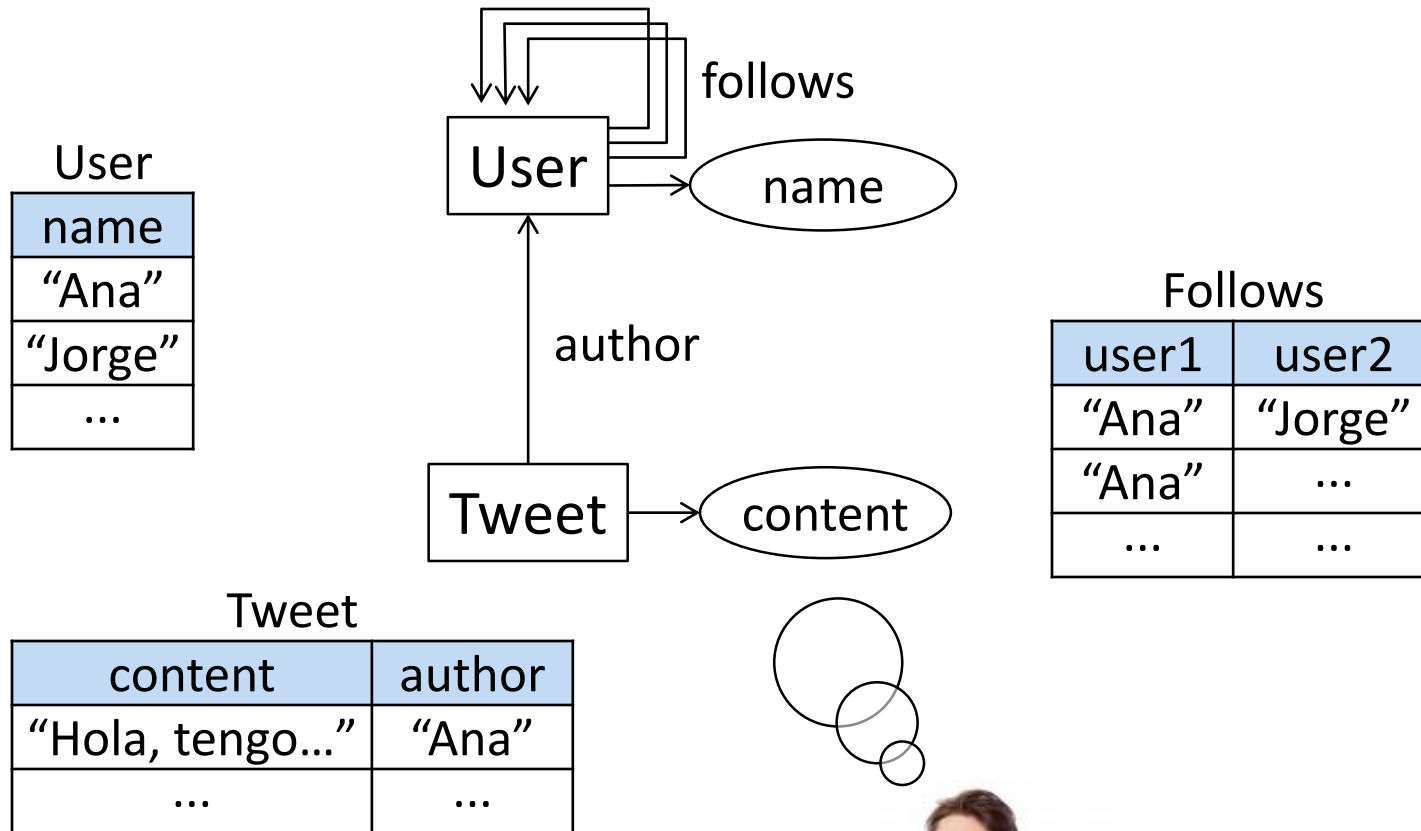 follows
User
name
author
Tweet
content
User
name
“Ana”
“Jorge”
...
Follows
user1 user2
“Ana” “Jorge”
“Ana” ...
... ...
Tweet
content author
“Hola, tengo...” “Ana”
... ...